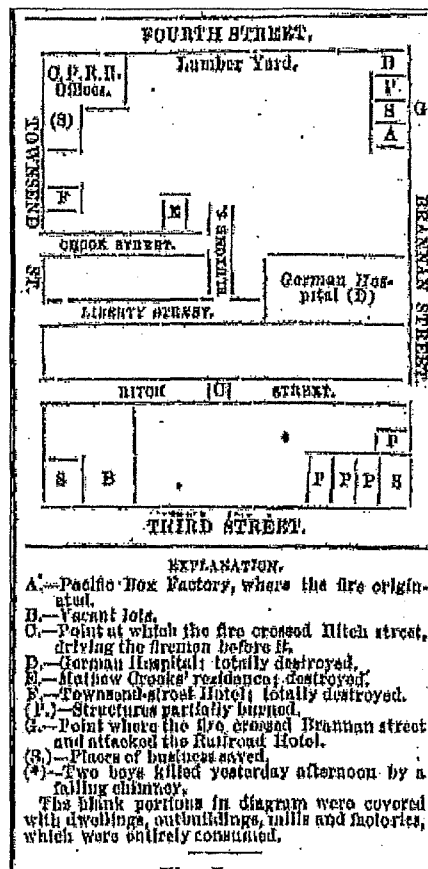 FOURTH STREET.
C. P. R. R. Lumber Yard. B
Offices. P
(S) S G
A
TOWNSEND ST.
F E
CROOK STREET.
BRANNAN STREET.
German Hos-
pital (D)
LIBERTY STREET.
RITCH (C) STREET.
* P
S B P P P S
*
THIRD STREET.
EXPLANATION.
A.—Pacific Box Factory, where the fire origin-
ated.
B.—Vacant lots.
C.—Point at which the fire crossed Ritch street,
driving the firemen before it.
D.—German Hospital; totally destroyed.
E.—Mathew Crooks' residence; destroyed.
F.—Townsend-street Hotel; totally destroyed.
(P.)—Structures partially burned.
G.—Point where the fire crossed Brannan street
and attacked the Railroad Hotel.
(S.)—Places of business saved.
(*)—Two boys killed yesterday afternoon by a
falling chimney.
The blank portions in diagram were covered
with dwellings, outbuildings, mills and factories,
which were entirely consumed.